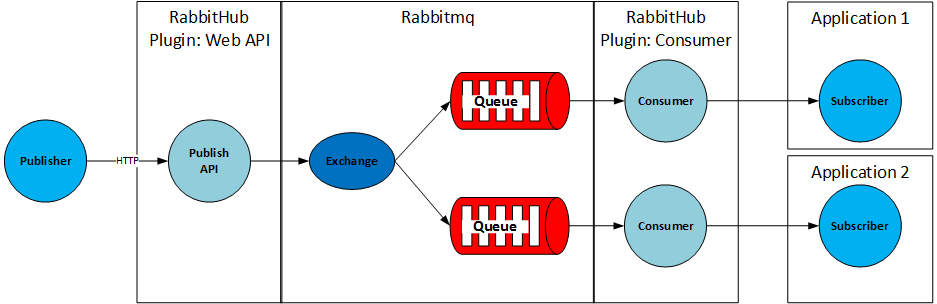 RabbitHub
Plugin: Web API
Rabbitmq
RabbitHub
Plugin: Consumer
Application 1
Publisher
HTTP
Publish
API
Exchange
Queue
Consumer
Subscriber
Application 2
Queue
Consumer
Subscriber